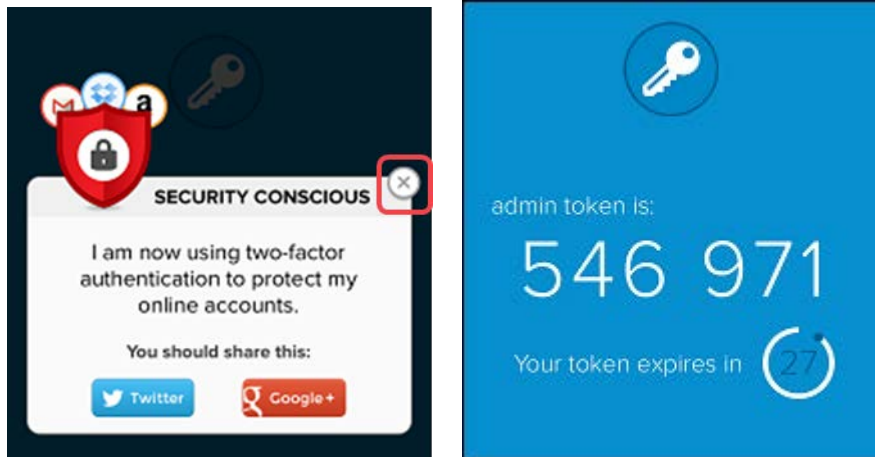 SECURITY CONSCIOUS
I am now using two-factor
authentication to protect my
online accounts.
You should share this:
Twitter
Google+
admin token is:
546 971
Your token expires in
27